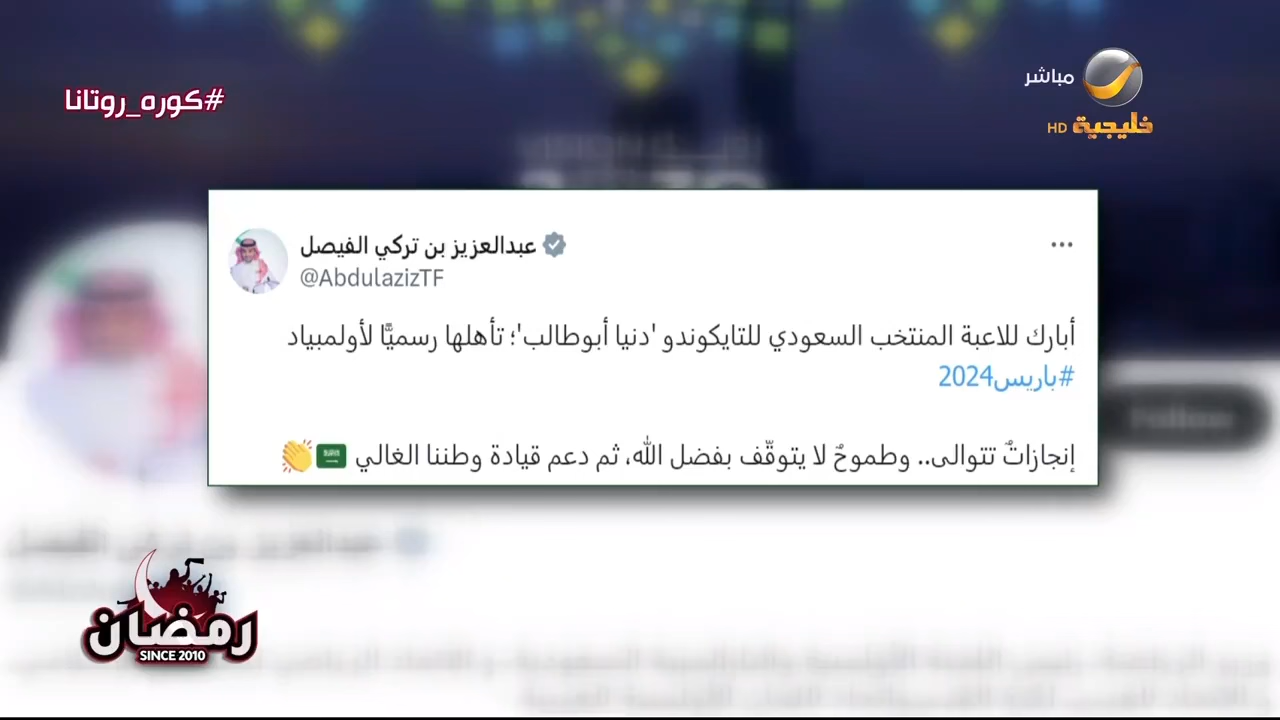 #كوره_روتانا
مباشر
خليجية HD
عبدالعزيز بن تركي الفيصل
@AbdulazizTF
أبارك للاعبة المنتخب السعودي للتايكوندو 'دنيا أبوطالب'؛ تأهلها رسميًّا لأولمبياد
#باريس2024
إنجازاتٌ تتوالى.. وطموحٌ لا يتوقّف بفضل الله، ثم دعم قيادة وطننا الغالي 🇸🇦👏
رمضان
SINCE 2010